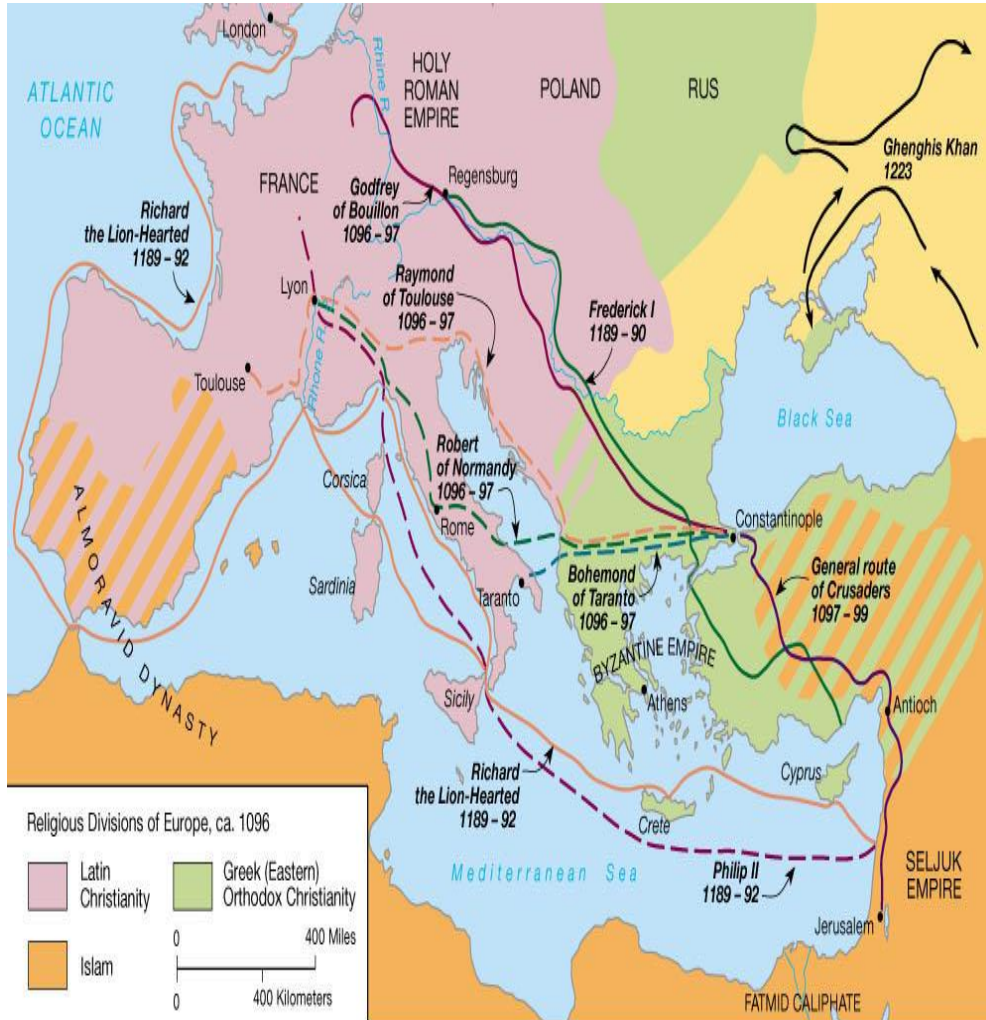 London
ATLANTIC
OCEAN
Rhine R.
HOLY
ROMAN
EMPIRE
POLAND
RUS
Ghenghis Khan
1223
FRANCE
Godfrey
of Bouillon
1096 – 97
Regensburg
Richard
the Lion-Hearted
1189 – 92
Lyon
Raymond
of Toulouse
1096 – 97
Frederick I
1189 – 90
Toulouse
Rhone R.
Black Sea
Robert
of Normandy
1096 – 97
Corsica
Rome
Constantinople
ALMORAVID DYNASTY
Sardinia
Taranto
Bohemond
of Taranto
1096 – 97
General route
of Crusaders
1097 – 99
BYZANTINE EMPIRE
Athens
Antioch
Sicily
Cyprus
Richard
the Lion-Hearted
1189 – 92
Crete
Philip II
1189 – 92
Mediterranean Sea
SELJUK
EMPIRE
Jerusalem
FATMID CALIPHATE
Religious Divisions of Europe, ca. 1096
Latin
Christianity
Greek (Eastern)
Orthodox Christianity
Islam
0
400 Miles
0
400 Kilometers